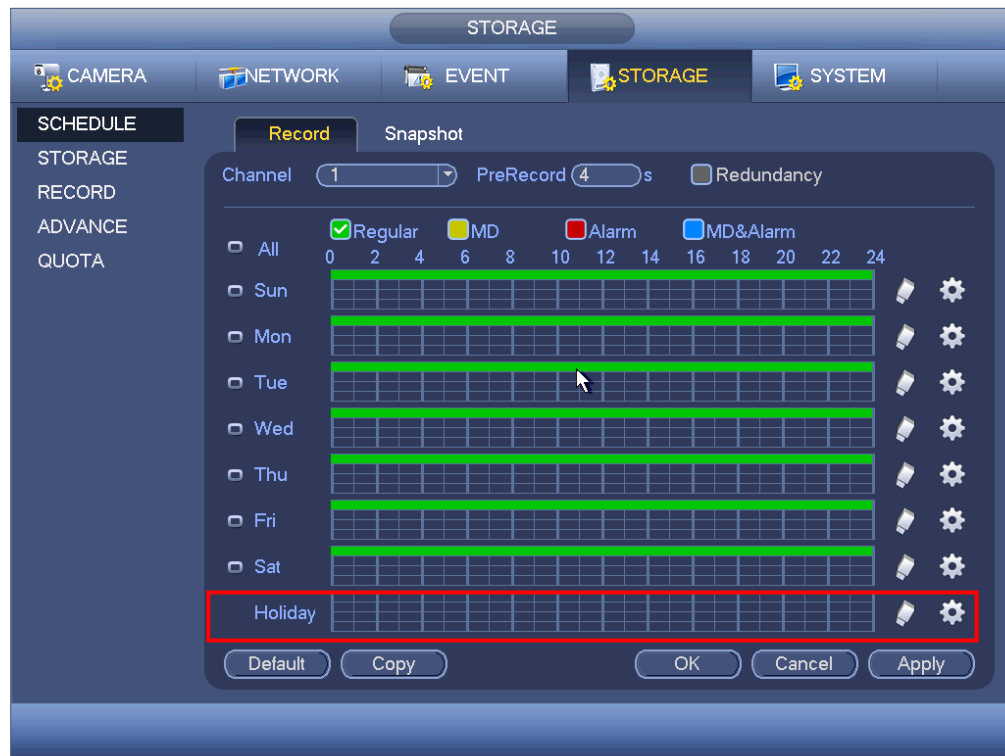 STORAGE
CAMERA NETWORK EVENT STORAGE SYSTEM
SCHEDULE
STORAGE
RECORD
ADVANCE
QUOTA
Record Snapshot
Channel 1 PreRecord 4 s Redundancy
Regular MD Alarm MD&Alarm
All
0 2 4 6 8 10 12 14 16 18 20 22 24
Sun
Mon
Tue
Wed
Thu
Fri
Sat
Holiday
Default Copy OK Cancel Apply